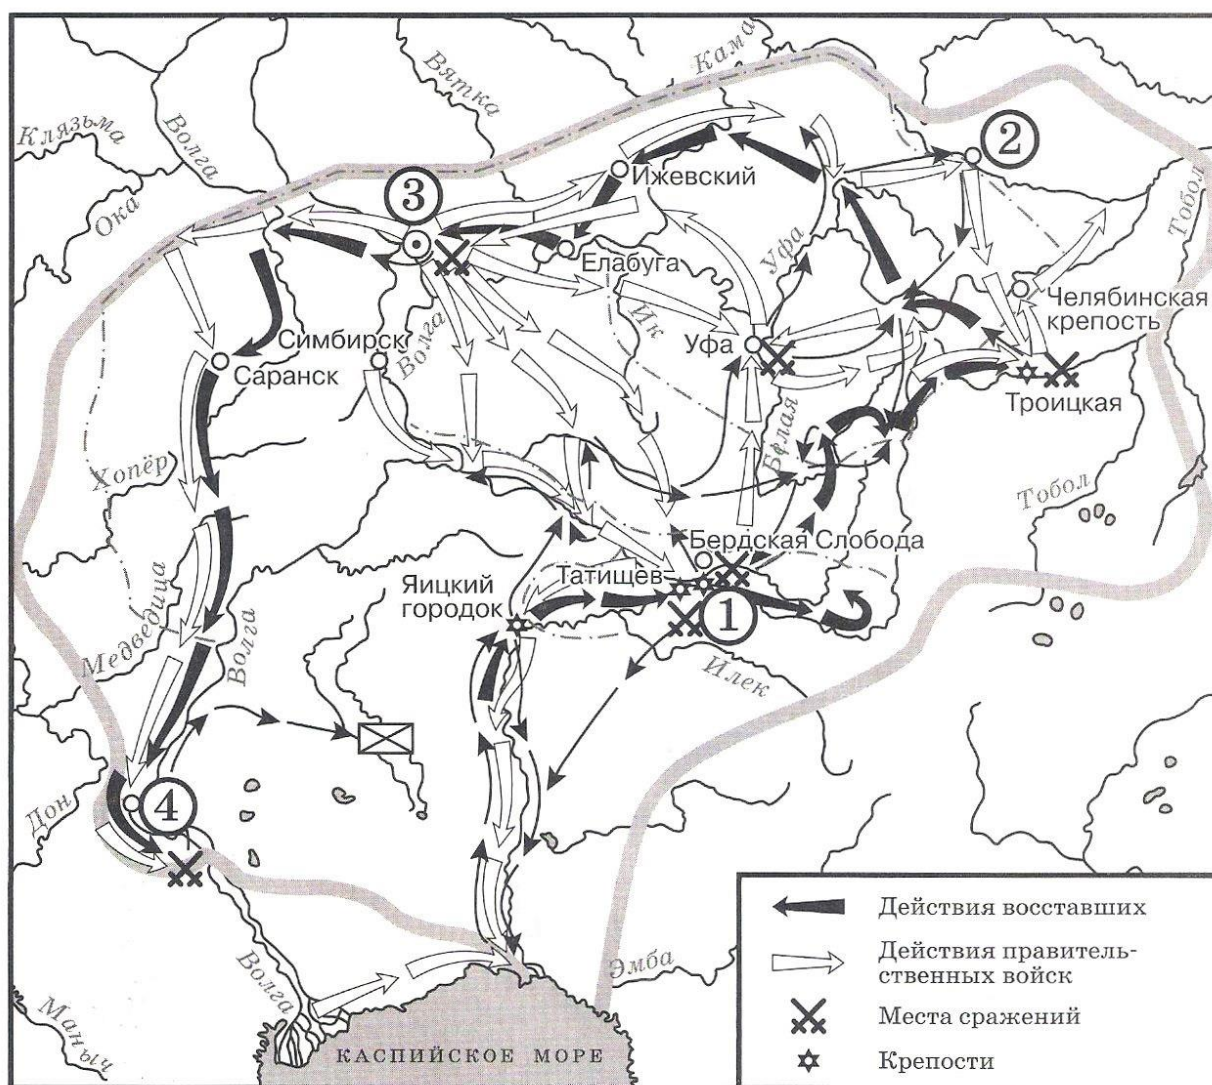 Клязьма
Волга
Вятка
Кама
Ока
3
2
Ижевский
Тобол
Елабуга
Уфа
Ик
Челябинская
крепость
Симбирск
Волга
Уфа
Саранск
Троицкая
Белая
Хопёр
Тобол
Бердская Слобода
Татищев
Яицкий
городок
1
Медведица
Волга
Илек
Дон
4
Волга
Эмба
Маныч
КАСПИЙСКОЕ МОРЕ
Действия восставших
Действия правитель-
ственных войск
Места сражений
Крепости